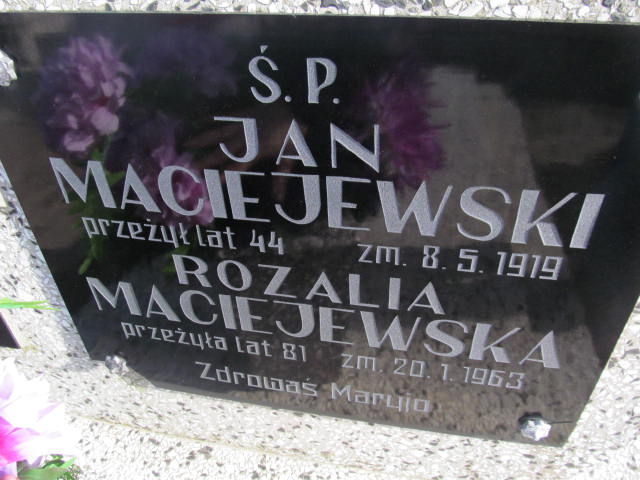 Ś. P.
JAN
MACIEJEWSKI
przeżył lat 44 zm. 8. 5. 1919
ROZALIA
MACIEJEWSKA
przeżyła lat 81 zm. 20. 1. 1963
Zdrowaś Maryjo